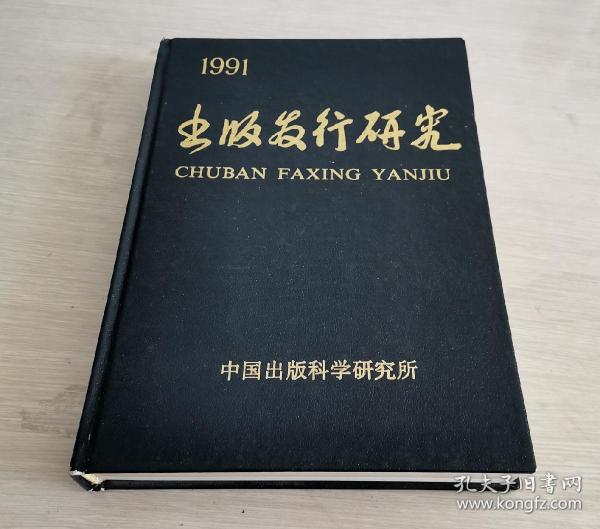 1991
出版发行研究
CHUBAN FAXING YANJIU
中国出版科学研究所
孔夫子旧書网
www.kongfz.com